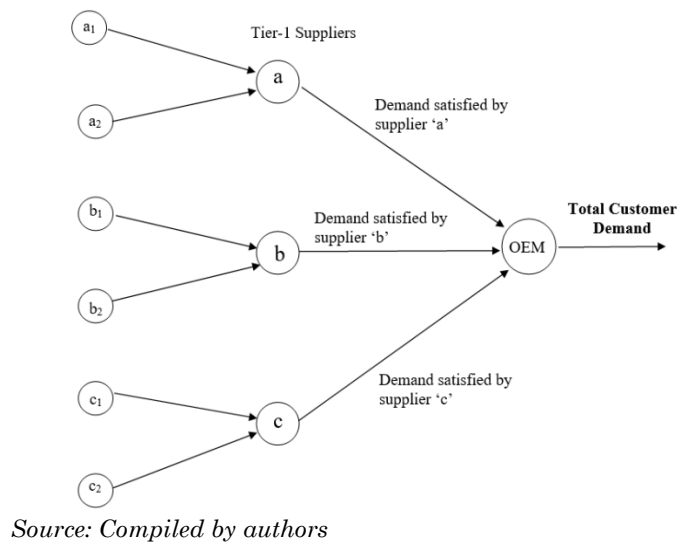 a1
Tier-1 Suppliers
a
a2
Demand satisfied by
supplier ‘a’
b1
Demand satisfied by
supplier ‘b’
Total Customer
Demand
b
OEM
b2
Demand satisfied by
supplier ‘c’
c1
c
c2
Source: Compiled by authors